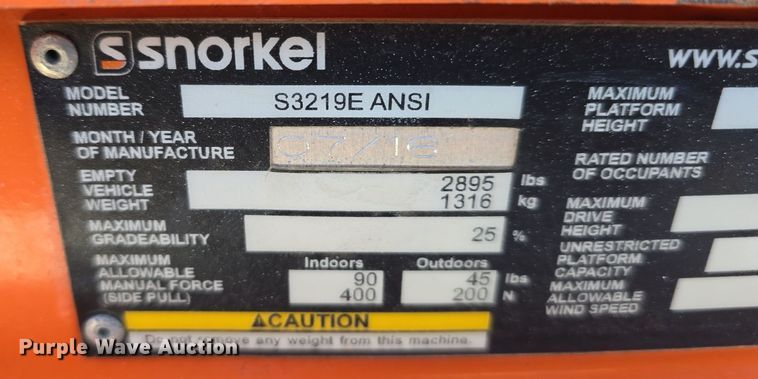 snorkel
WWW.S
MODEL
NUMBER
S3219E ANSI
MONTH / YEAR
OF MANUFACTURE
EMPTY
VEHICLE
WEIGHT
2895 lbs
1316 kg
MAXIMUM
GRADEABILITY
25 %
MAXIMUM
ALLOWABLE
MANUAL FORCE
(SIDE PULL)
Indoors
Outdoors
90
45 lbs
400
200 N
CAUTION
Do not remove any weight from this machine.
MAXIMUM
PLATFORM
HEIGHT
RATED NUMBER
OF OCCUPANTS
MAXIMUM
DRIVE
HEIGHT
UNRESTRICTED
PLATFORM
CAPACITY
MAXIMUM
ALLOWABLE
WIND SPEED
Purple Wave Auction